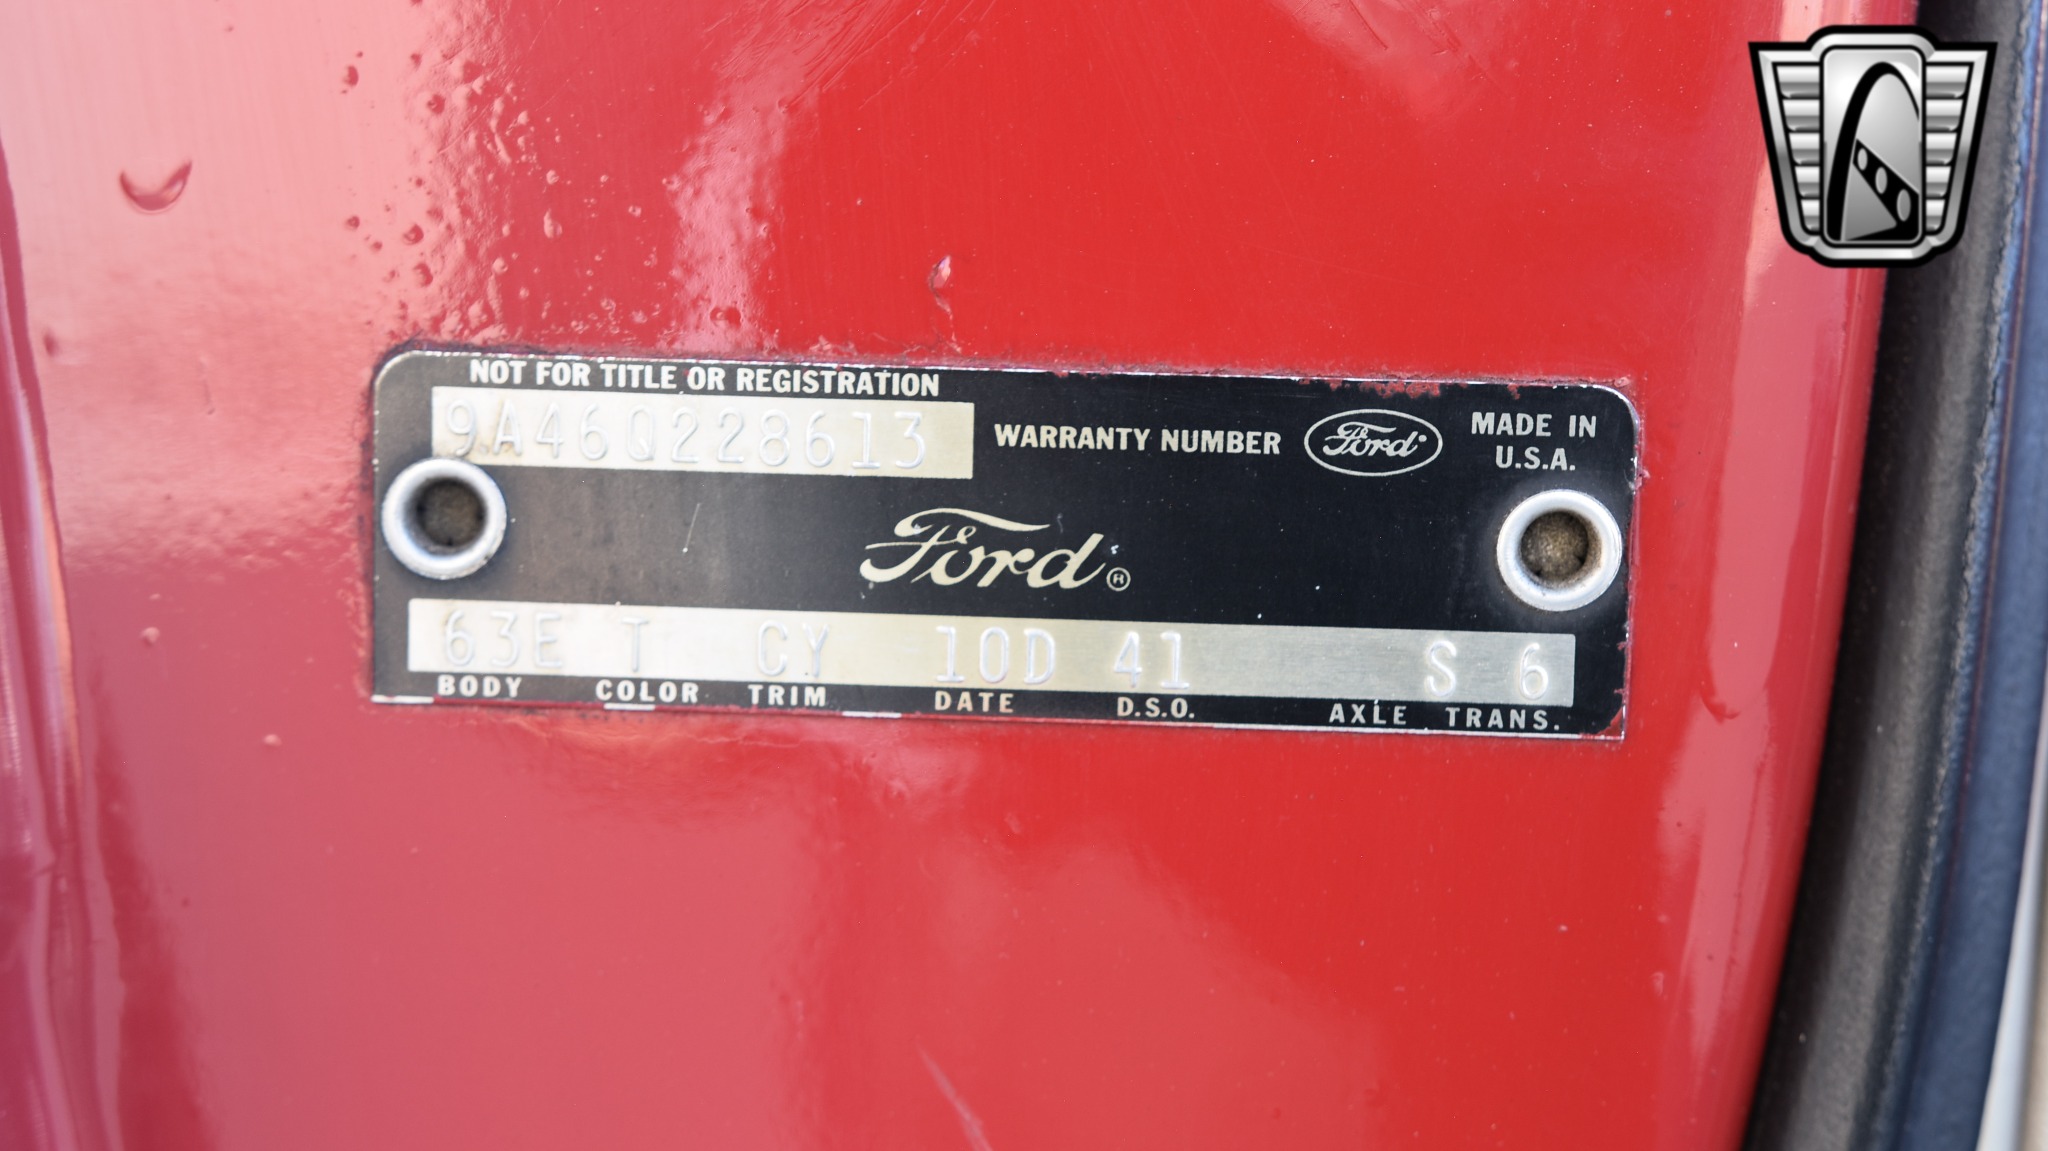 NOT FOR TITLE OR REGISTRATION
9A46Q228613
WARRANTY NUMBER
Ford
MADE IN
U.S.A.
Ford®
63E T CY 10D 41 S 6
BODY COLOR TRIM DATE D.S.O. AXLE TRANS.